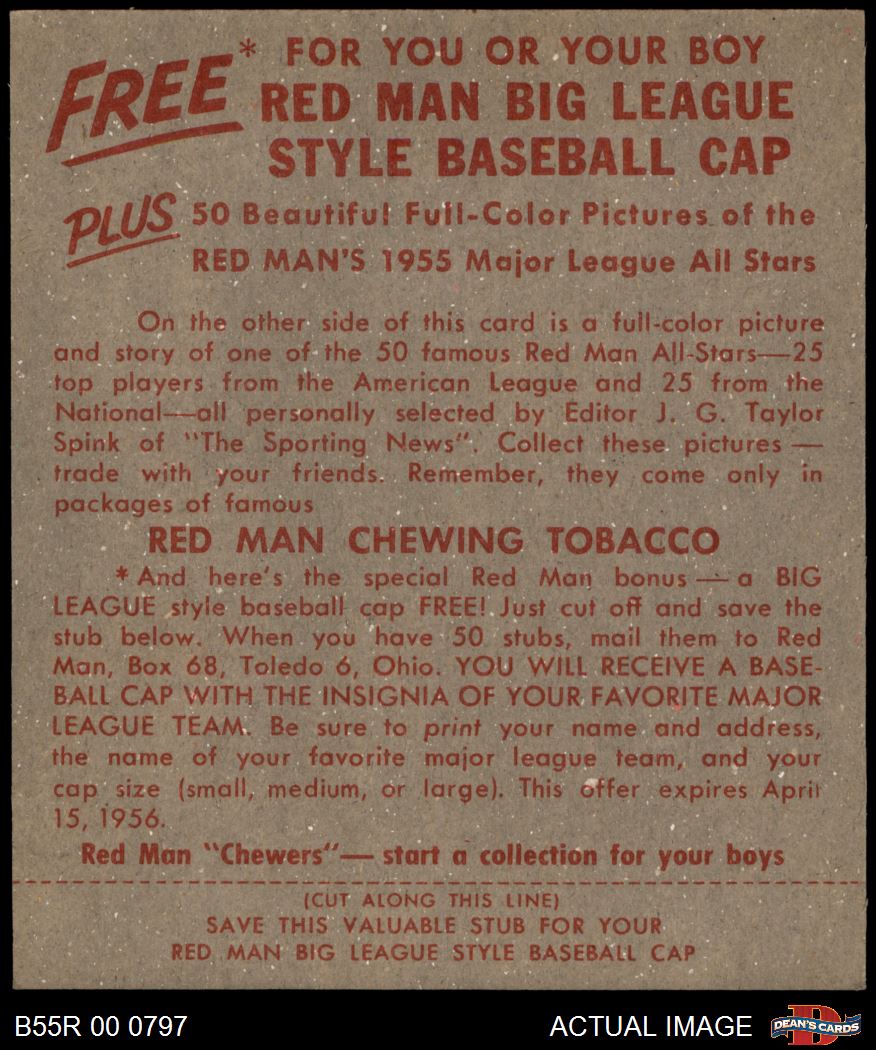 FREE* FOR YOU OR YOUR BOY
RED MAN BIG LEAGUE
STYLE BASEBALL CAP
PLUS 50 Beautiful Full-Color Pictures of the
RED MAN'S 1955 Major League All Stars
On the other side of this card is a full-color picture
and story of one of the 50 famous Red Man All-Stars—25
top players from the American League and 25 from the
National—all personally selected by Editor J. G. Taylor
Spink of "The Sporting News". Collect these pictures —
trade with your friends. Remember, they come only in
packages of famous
RED MAN CHEWING TOBACCO
*And here's the special Red Man bonus — a BIG
LEAGUE style baseball cap FREE! Just cut off and save the
stub below. When you have 50 stubs, mail them to Red
Man, Box 68, Toledo 6, Ohio. YOU WILL RECEIVE A BASE-
BALL CAP WITH THE INSIGNIA OF YOUR FAVORITE MAJOR
LEAGUE TEAM. Be sure to print your name and address,
the name of your favorite major league team, and your
cap size (small, medium, or large). This offer expires April
15, 1956.
Red Man "Chewers"— start a collection for your boys
(CUT ALONG THIS LINE)
SAVE THIS VALUABLE STUB FOR YOUR
RED MAN BIG LEAGUE STYLE BASEBALL CAP
B55R 00 0797
ACTUAL IMAGE
D
DEAN'S CARDS